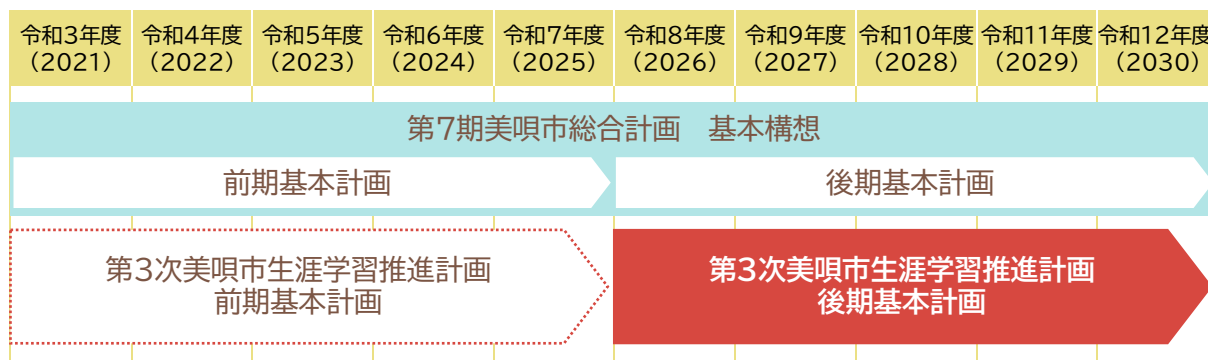 令和3年度 令和4年度 令和5年度 令和6年度 令和7年度 令和8年度 令和9年度 令和10年度 令和11年度 令和12年度
（2021） （2022） （2023） （2024） （2025） （2026） （2027） （2028） （2029） （2030）
第7期美唄市総合計画　基本構想
前期基本計画 後期基本計画
第3次美唄市生涯学習推進計画
前期基本計画
第3次美唄市生涯学習推進計画
後期基本計画